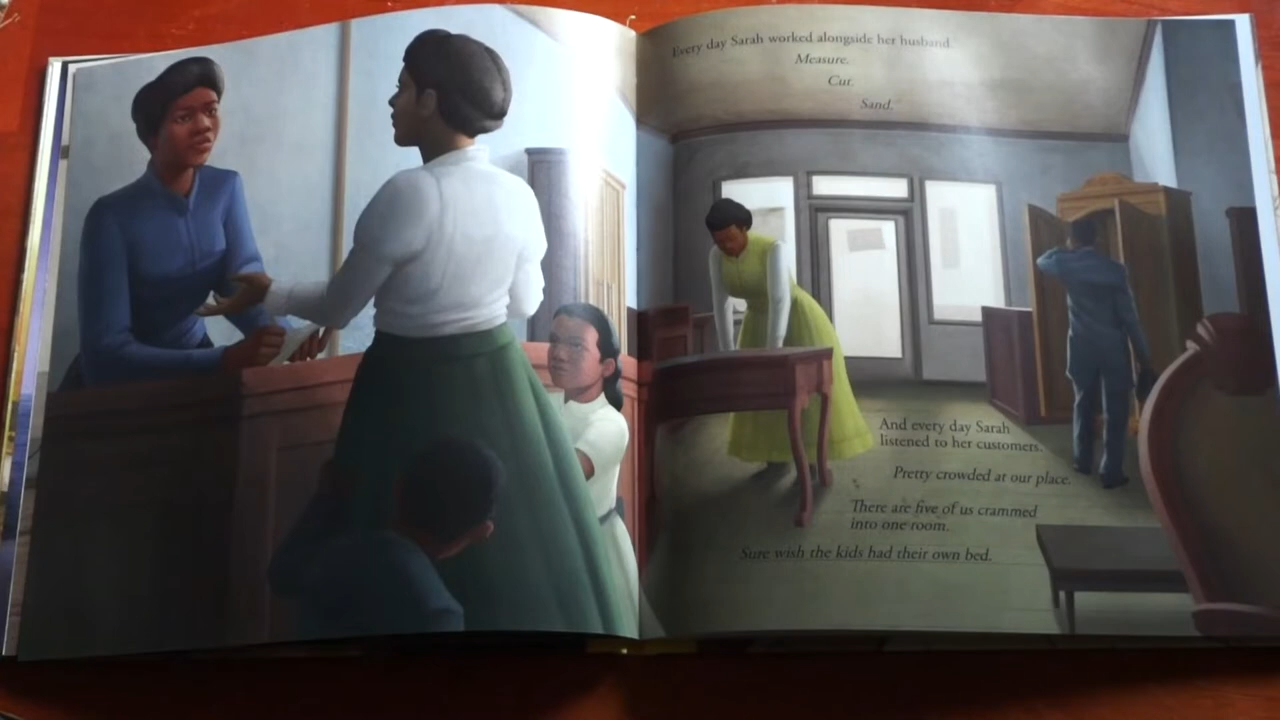 Every day Sarah worked alongside her husband.
Measure.
Cut.
Sand.
And every day Sarah
listened to her customers.
Pretty crowded at our place.
There are five of us crammed
into one room.
Sure wish the kids had their own bed.